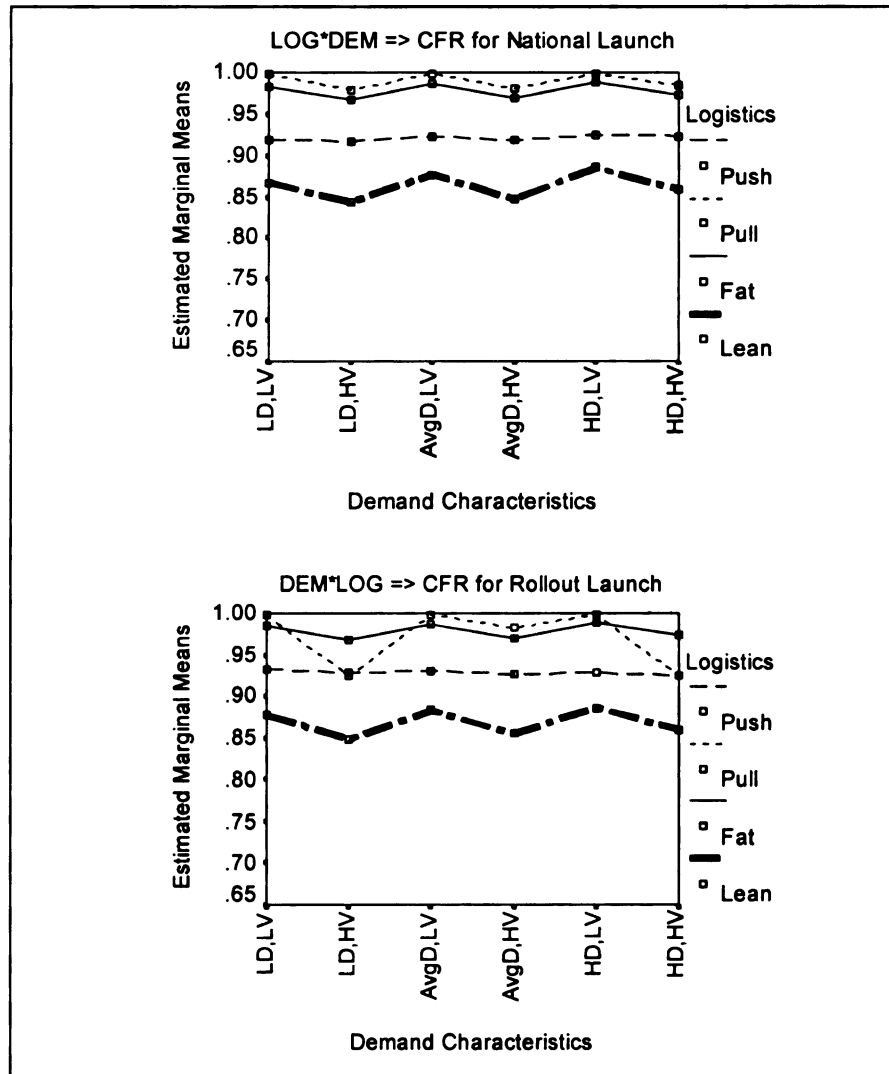 LOG*DEM => CFR for National Launch
Estimated Marginal Means
1.00
.95
.90
.85
.80
.75
.70
.65
LD,LV
LD,HV
AvgD,LV
AvgD,HV
HD,LV
HD,HV
Demand Characteristics
Logistics
Push
Pull
Fat
Lean
DEM*LOG => CFR for Rollout Launch
Estimated Marginal Means
1.00
.95
.90
.85
.80
.75
.70
.65
LD,LV
LD,HV
AvgD,LV
AvgD,HV
HD,LV
HD,HV
Demand Characteristics
Logistics
Push
Pull
Fat
Lean